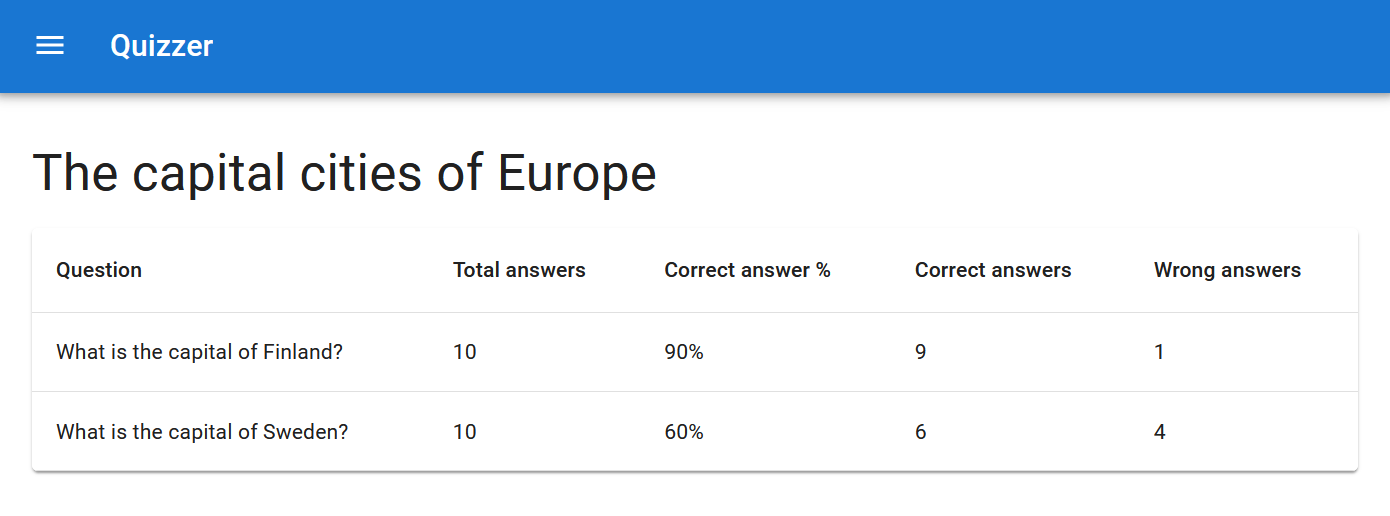 Quizzer
The capital cities of Europe
Question Total answers Correct answer % Correct answers Wrong answers
What is the capital of Finland? 10 90% 9 1
What is the capital of Sweden? 10 60% 6 4